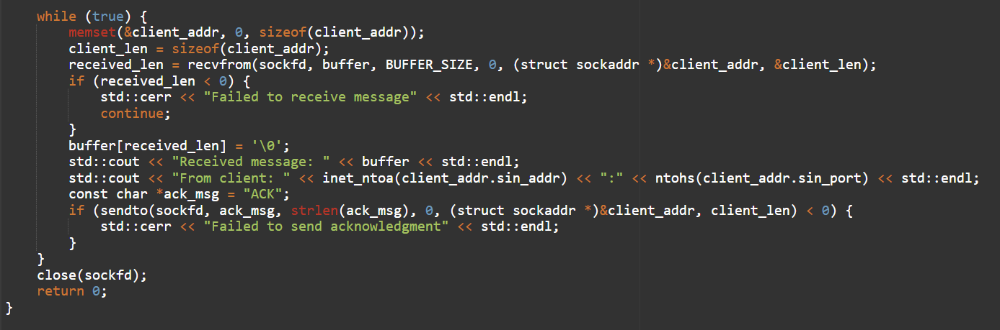 while (true) {
memset(&client_addr, 0, sizeof(client_addr));
client_len = sizeof(client_addr);
received_len = recvfrom(sockfd, buffer, BUFFER_SIZE, 0, (struct sockaddr *)&client_addr, &client_len);
if (received_len < 0) {
std::cerr << "Failed to receive message" << std::endl;
continue;
}
buffer[received_len] = '\0';
std::cout << "Received message: " << buffer << std::endl;
std::cout << "From client: " << inet_ntoa(client_addr.sin_addr) << ":" << ntohs(client_addr.sin_port) << std::endl;
const char *ack_msg = "ACK";
if (sendto(sockfd, ack_msg, strlen(ack_msg), 0, (struct sockaddr *)&client_addr, client_len) < 0) {
std::cerr << "Failed to send acknowledgment" << std::endl;
}
}
close(sockfd);
return 0;
}